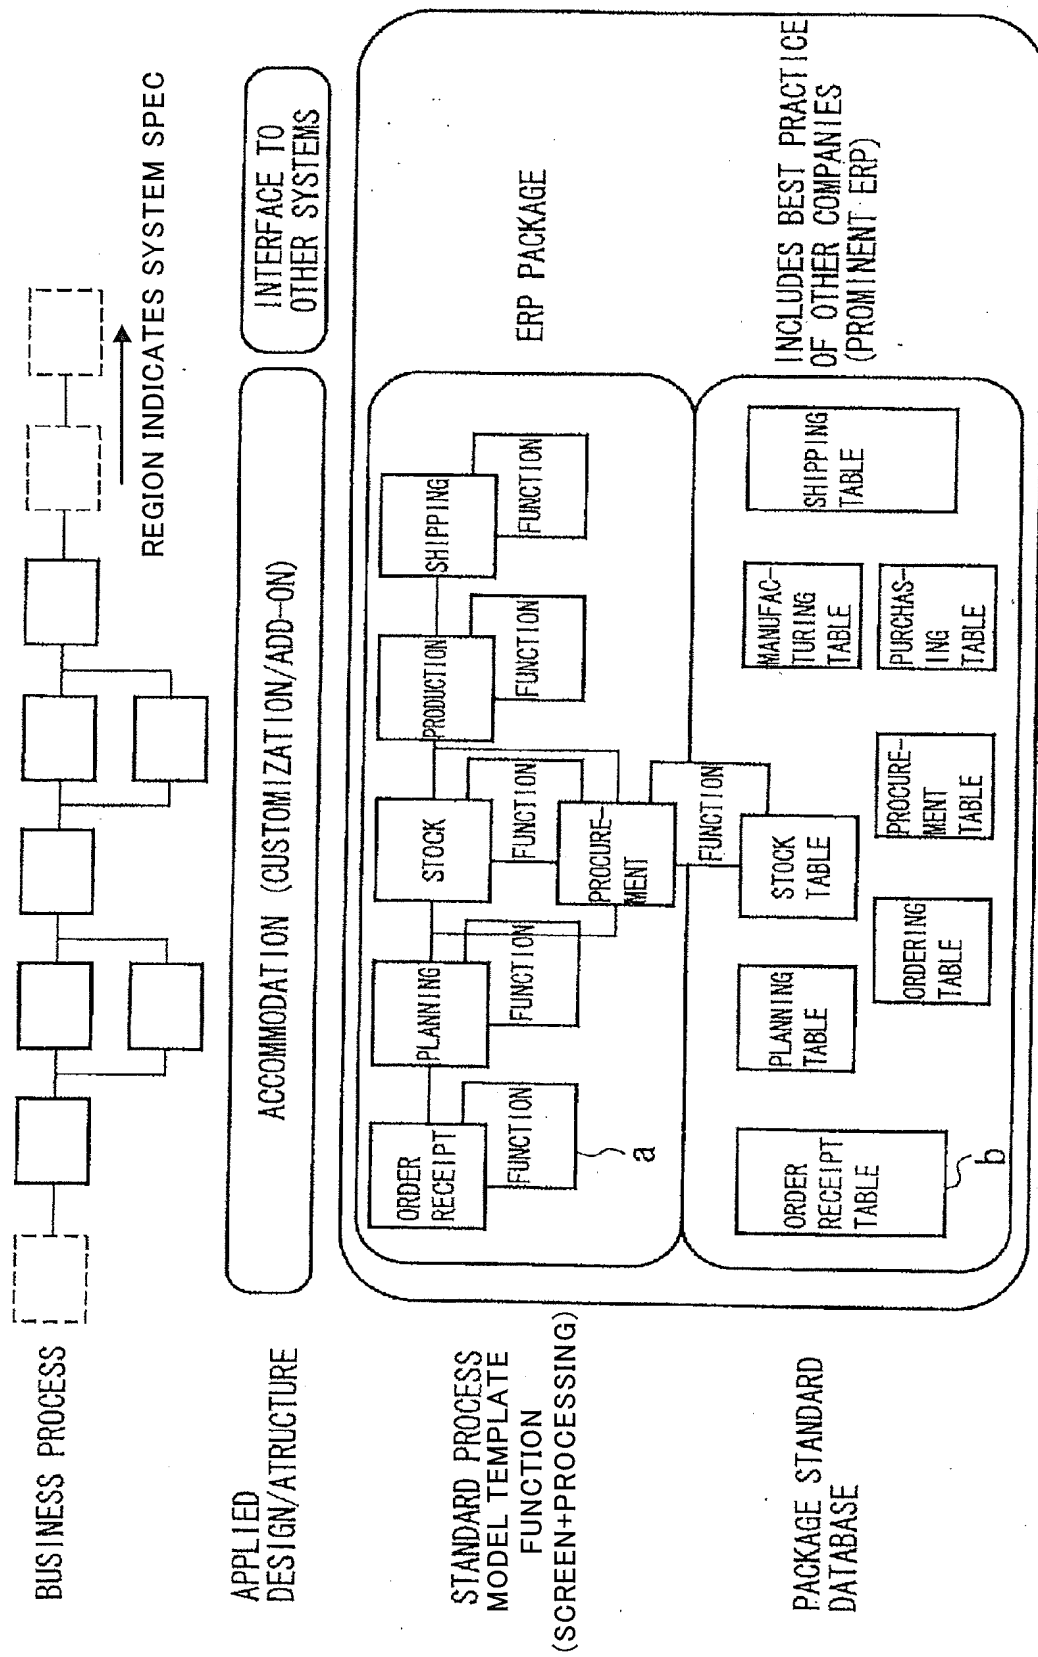 BUSINESS PROCESS
REGION INDICATES SYSTEM SPEC
APPLIED
DESIGN/ATRUCTURE
ACCOMMODATION (CUSTOMIZATION/ADD-ON)
INTERFACE TO
OTHER SYSTEMS
STANDARD PROCESS
MODEL TEMPLATE
FUNCTION
(SCREEN+PROCESSING)
ORDER
RECEIPT
FUNCTION
a
PLANNING
FUNCTION
STOCK
FUNCTION
PROCURE-
MENT
FUNCTION
PRODUCTION
FUNCTION
SHIPPING
FUNCTION
ERP PACKAGE
PACKAGE STANDARD
DATABASE
ORDER
RECEIPT
TABLE
b
PLANNING
TABLE
ORDERING
TABLE
STOCK
TABLE
PROCURE-
MENT
TABLE
MANUFAC-
TURING
TABLE
PURCHAS-
ING
TABLE
SHIPPING
TABLE
INCLUDES BEST PRACTICE
OF OTHER COMPANIES
(PROMINENT ERP)